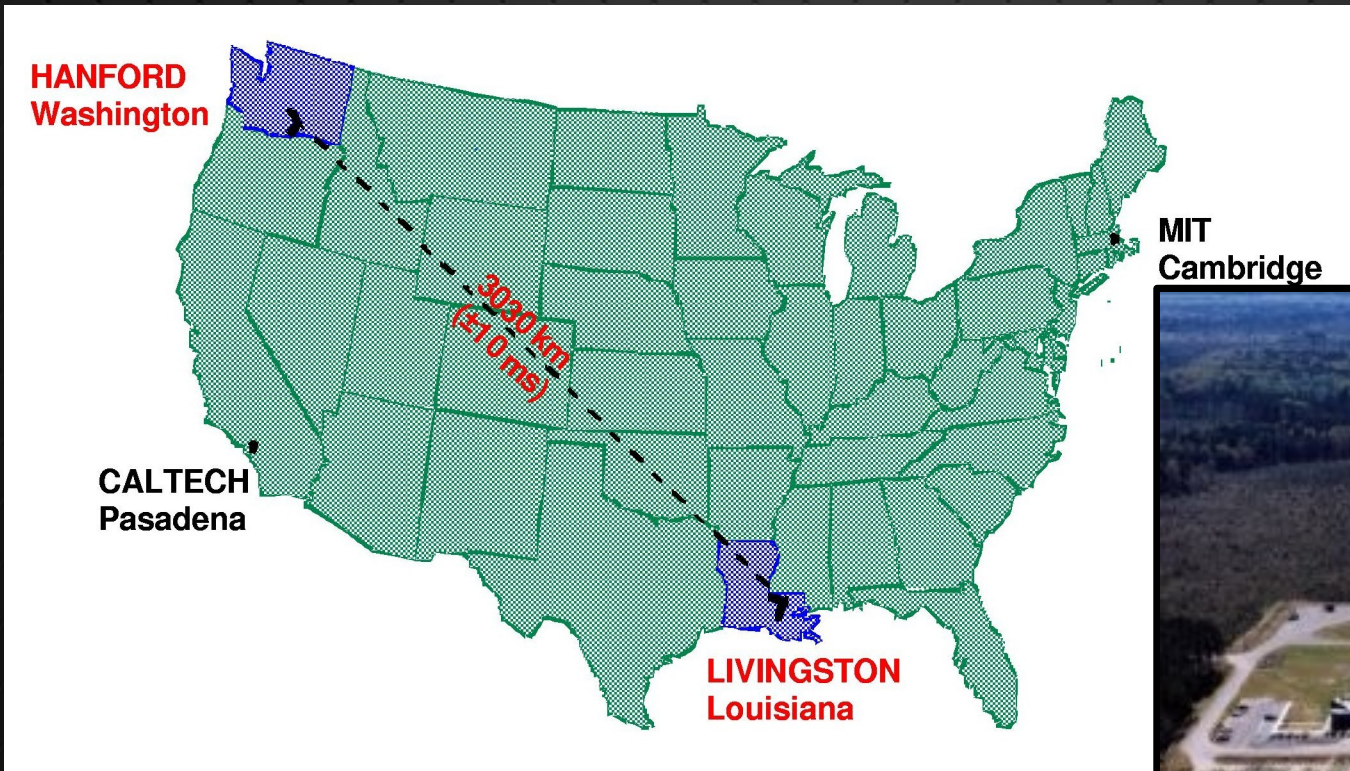 HANFORD
Washington
3030 km
(±10 ms)
MIT
Cambridge
CALTECH
Pasadena
LIVINGSTON
Louisiana